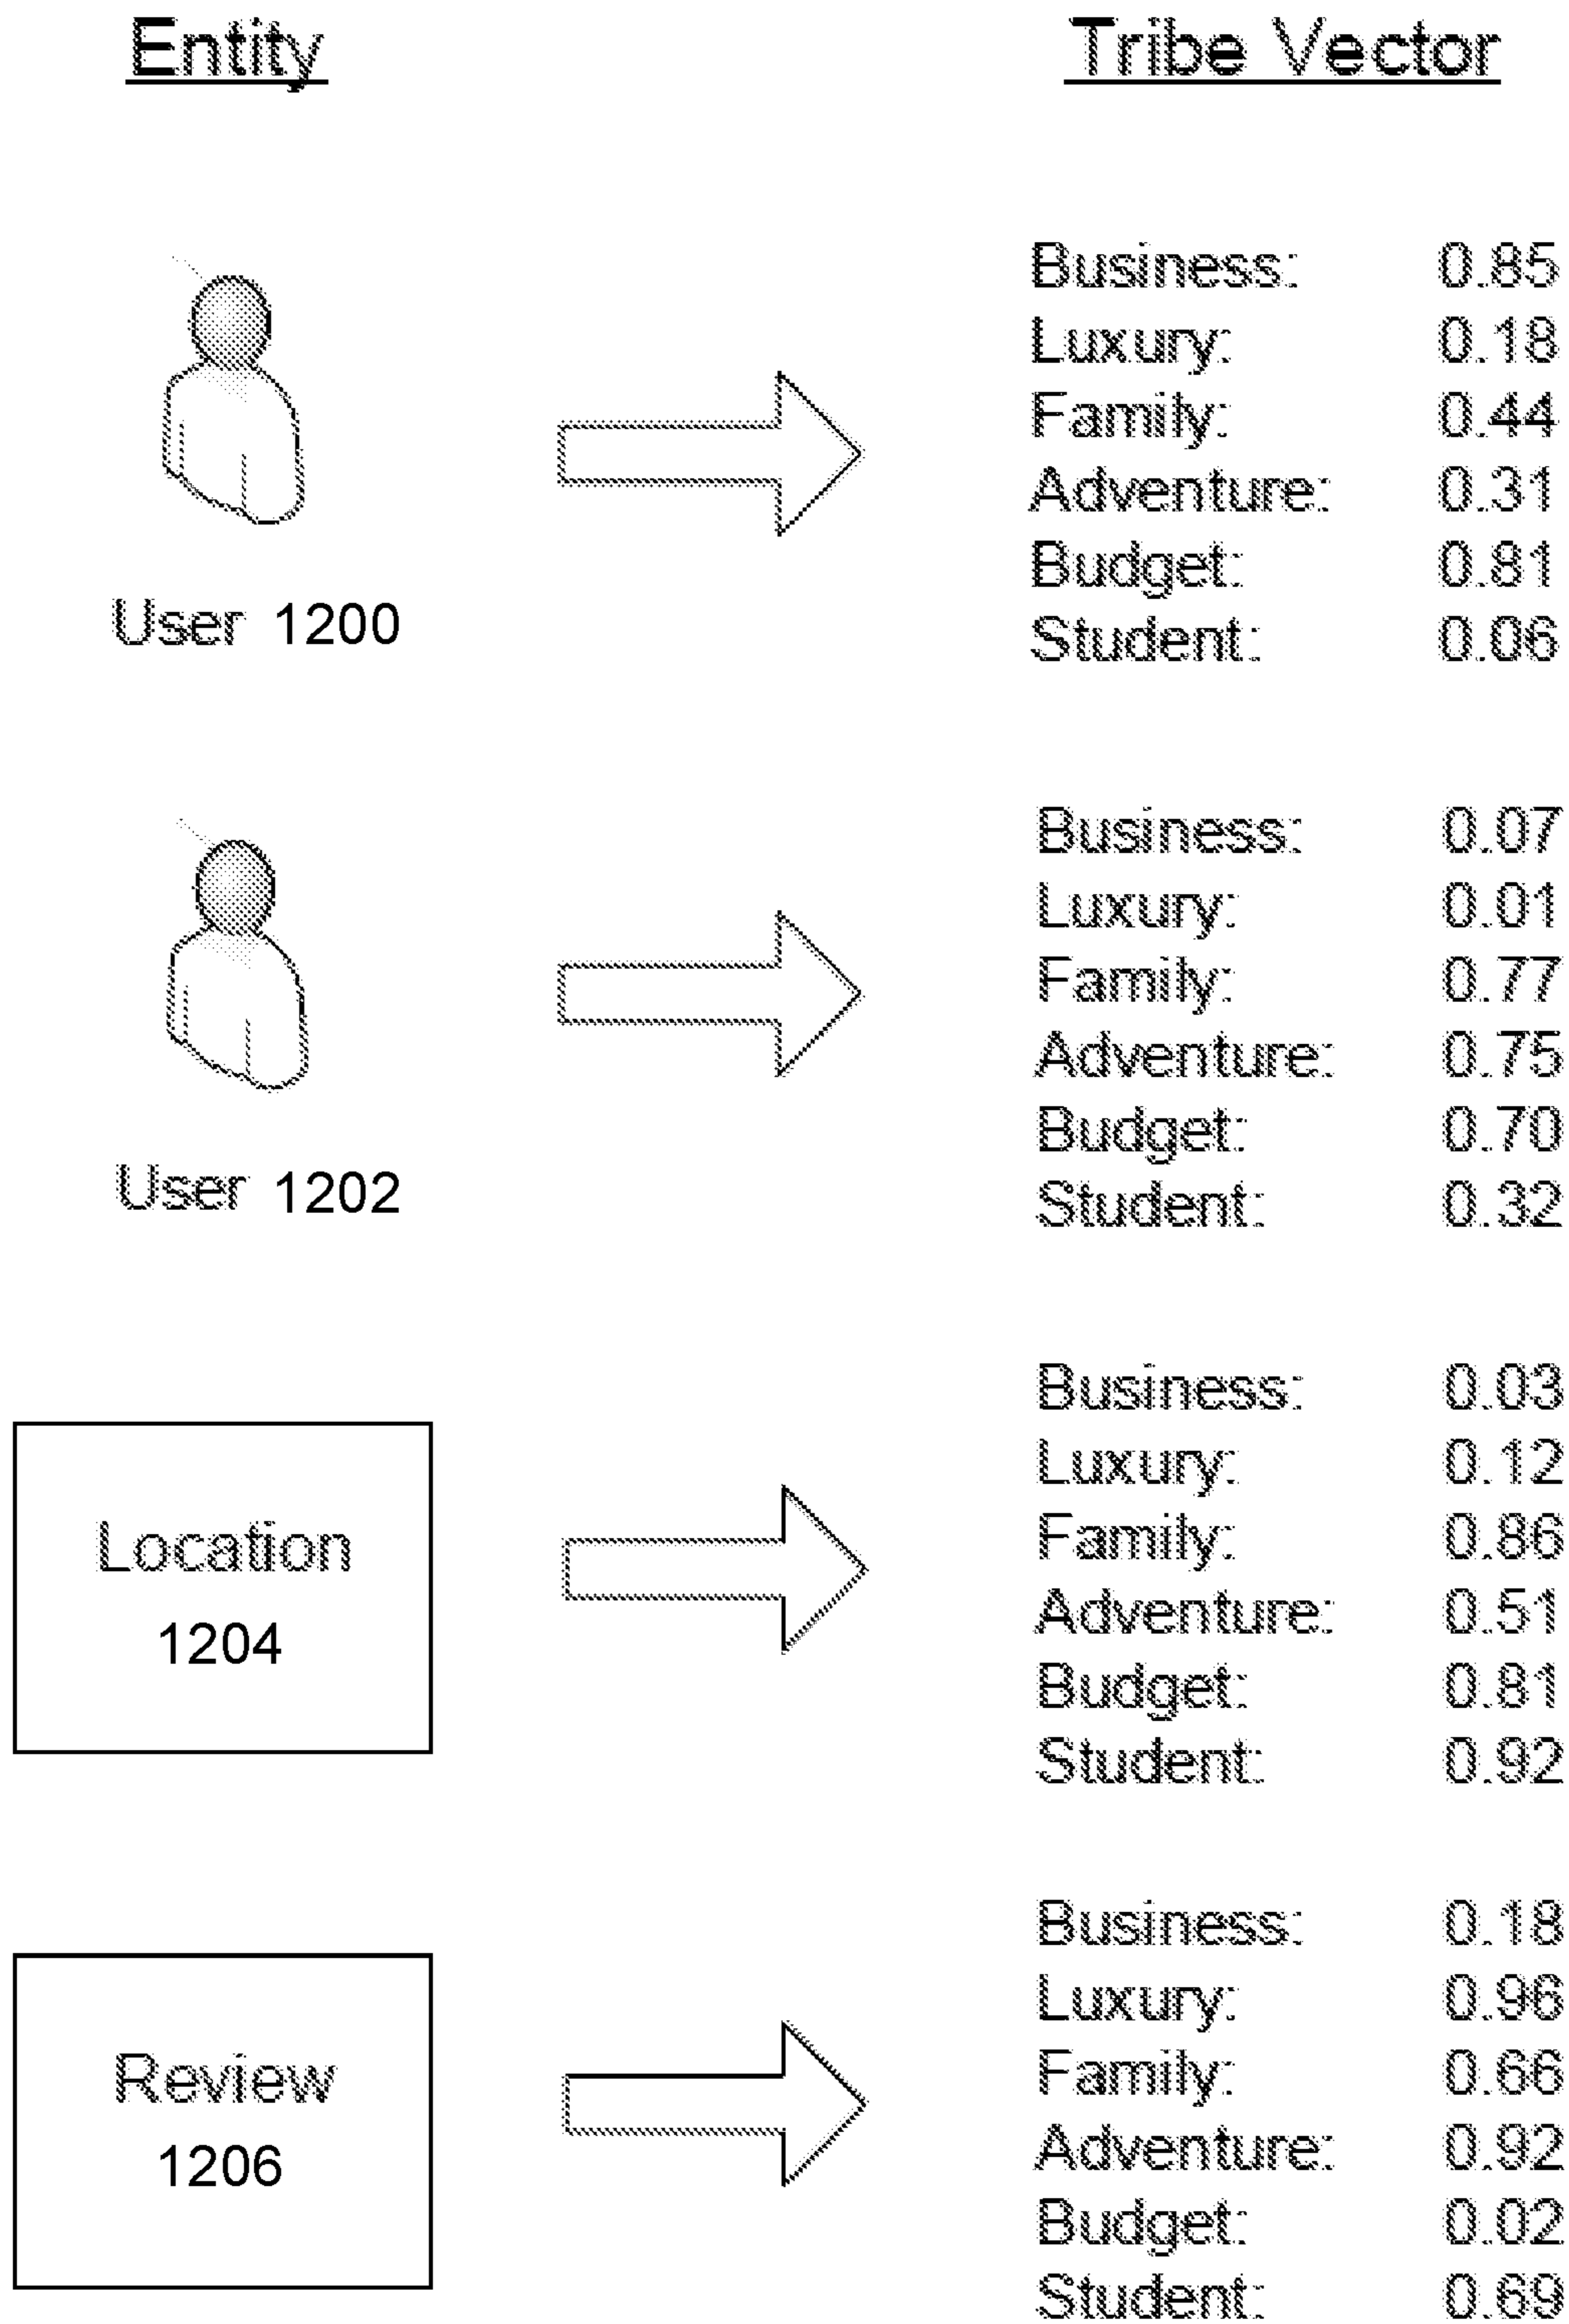 Entity Tribe Vector
Business: 0.85
Luxury: 0.18
Family: 0.44
Adventure: 0.31
Budget: 0.81
User 1200
Student: 0.06
Business: 0.07
Luxury: 0.01
Family: 0.77
Adventure: 0.75
Budget: 0.70
User 1202
Student: 0.32
Business: 0.03
Luxury: 0.12
Location
Family: 0.86
1204
Adventure: 0.51
Budget: 0.81
Student: 0.92
Business: 0.18
Luxury: 0.96
Review
Family: 0.66
1206
Adventure: 0.92
Budget: 0.02
Student: 0.69